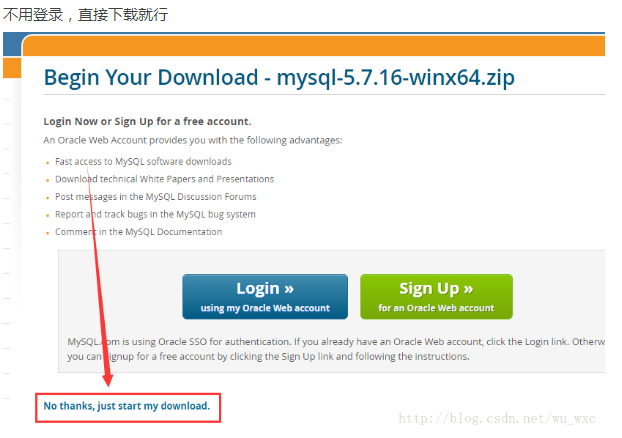 不用登录，直接下载就行
Begin Your Download - mysql-5.7.16-winx64.zip
Login Now or Sign Up for a free account.
An Oracle Web Account provides you with the following advantages:
Fast access to MySQL software downloads
Download technical White Papers and Presentations
Post messages in the MySQL Discussion Forums
Report and track bugs in the MySQL bug system
Comment in the MySQL Documentation
Login »
using my Oracle Web account
Sign Up »
for an Oracle Web account
MySQL.com is using Oracle SSO for authentication. If you already have an Oracle Web account, click the Login link. Otherw
you can signup for a free account by clicking the Sign Up link and following the instructions.
No thanks, just start my download.
http://blog.csdn.net/wu_wxc